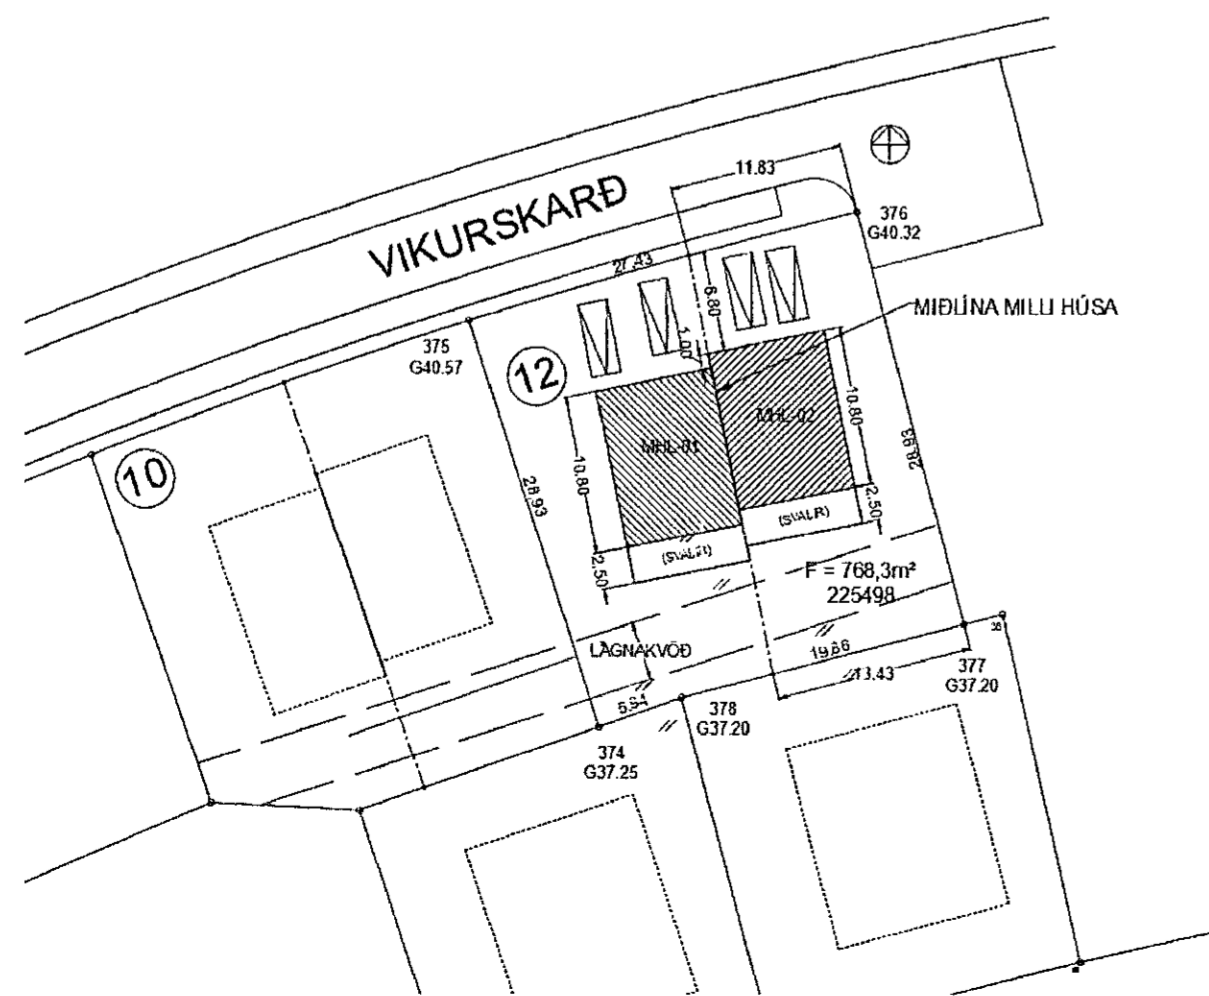 11.83
VIKURSKARÐ
376
G40.32
27.43
6.80
MIÐLÍNA MILLI HÚSA
1.00
375
G40.57
12
10.80
MHL-02
MHL-01
28.93
10
10.80
28.93
2.50
(SVALIR)
(SVALIR)
2.50
F = 768,3m²
225498
LAGNAKVÖÐ
19.86
377
G37.20
13.43
5.94
378
G37.20
374
G37.25